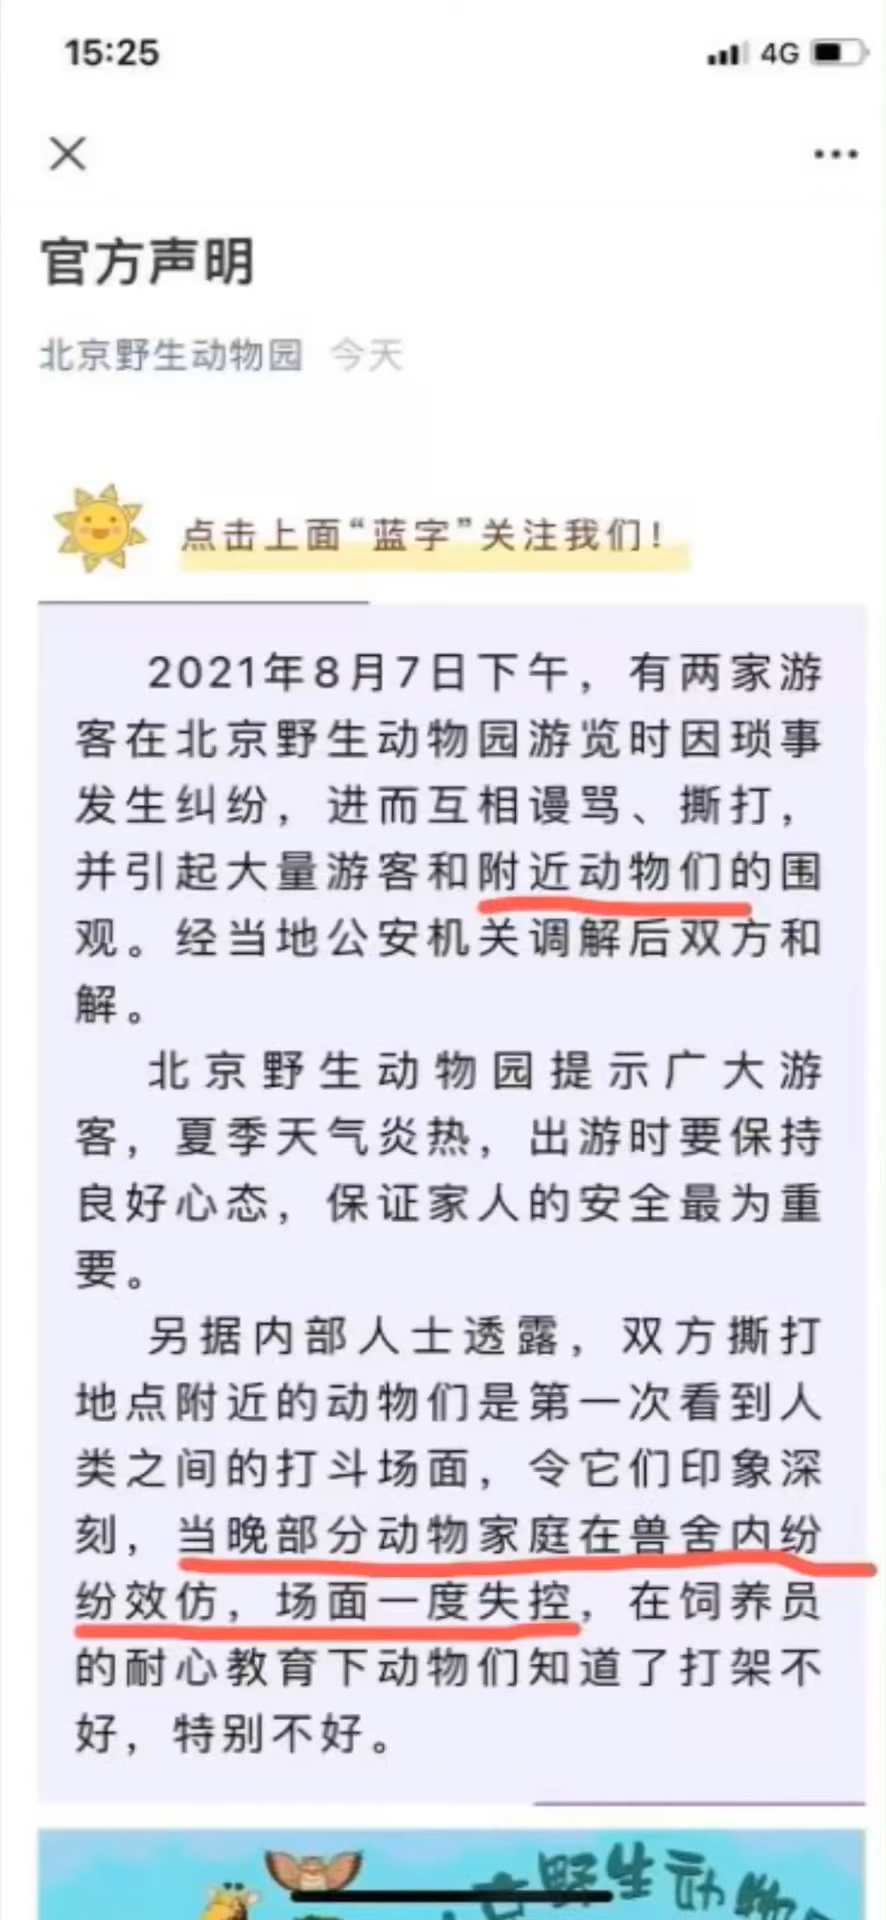 15:25
4G
官方声明
北京野生动物园 今天
点击上面“蓝字”关注我们!
2021年8月7日下午，有两家游
客在北京野生动物园游览时因琐事
发生纠纷，进而互相谩骂、撕打，
并引起大量游客和附近动物们的围
观。经当地公安机关调解后双方和
解。
北京野生动物园提示广大游
客，夏季天气炎热，出游时要保持
良好心态，保证家人的安全最为重
要。
另据内部人士透露，双方撕打
地点附近的动物们是第一次看到人
类之间的打斗场面，令它们印象深
刻，当晚部分动物家庭在兽舍内纷
纷效仿，场面一度失控，在饲养员
的耐心教育下动物们知道了打架不
好，特别不好。
京野生动物